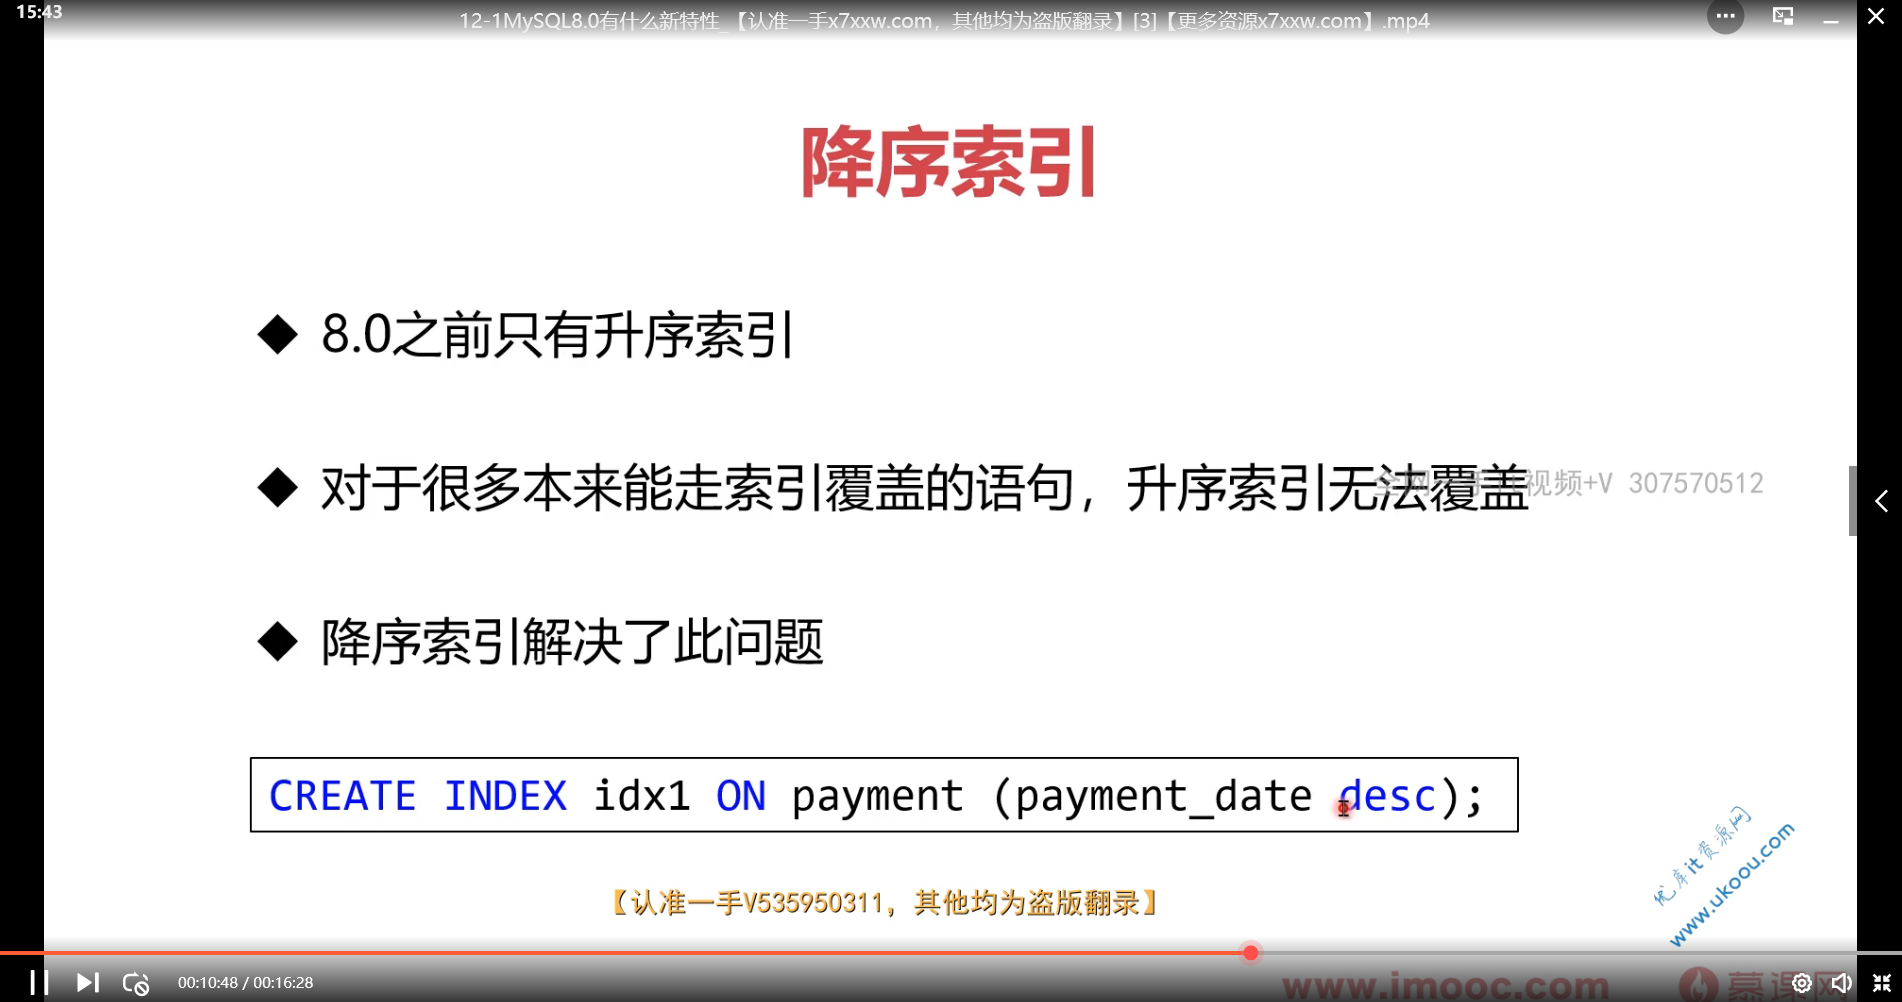 15:43
12-1MySQL8.0有什么新特性_【认准一手x7xxw.com，其他均为盗版翻录】[3]【更多资源x7xxw.com】.mp4
降序索引
◆ 8.0之前只有升序索引
◆ 对于很多本来能走索引覆盖的语句，升序索引无法覆盖
视频+V 307570512
◆ 降序索引解决了此问题
CREATE INDEX idx1 ON payment (payment_date desc);
优库it资源网
www.ukoou.com
【认准一手V535950311，其他均为盗版翻录】
00:10:48 / 00:16:28
www.imooc.com 慕课网